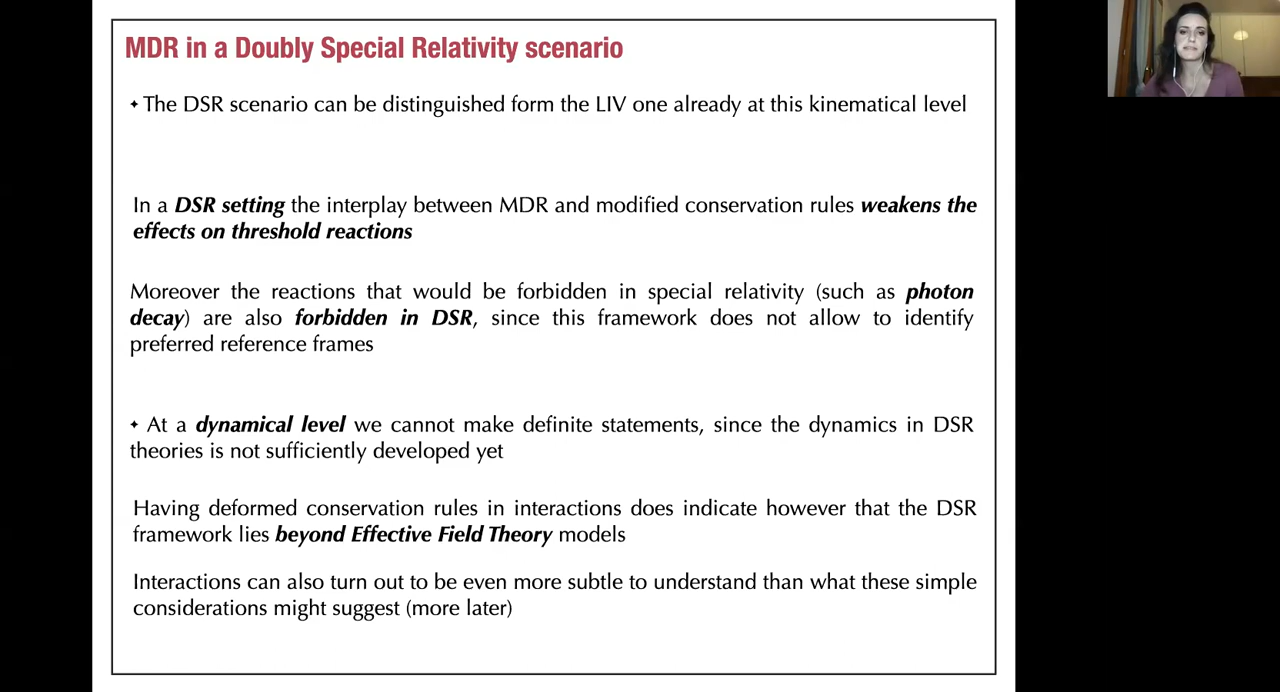 MDR in a Doubly Special Relativity scenario
✦ The DSR scenario can be distinguished form the LIV one already at this kinematical level
In a DSR setting the interplay between MDR and modified conservation rules weakens the
effects on threshold reactions
Moreover the reactions that would be forbidden in special relativity (such as photon
decay) are also forbidden in DSR, since this framework does not allow to identify
preferred reference frames
✦ At a dynamical level we cannot make definite statements, since the dynamics in DSR
theories is not sufficiently developed yet
Having deformed conservation rules in interactions does indicate however that the DSR
framework lies beyond Effective Field Theory models
Interactions can also turn out to be even more subtle to understand than what these simple
considerations might suggest (more later)